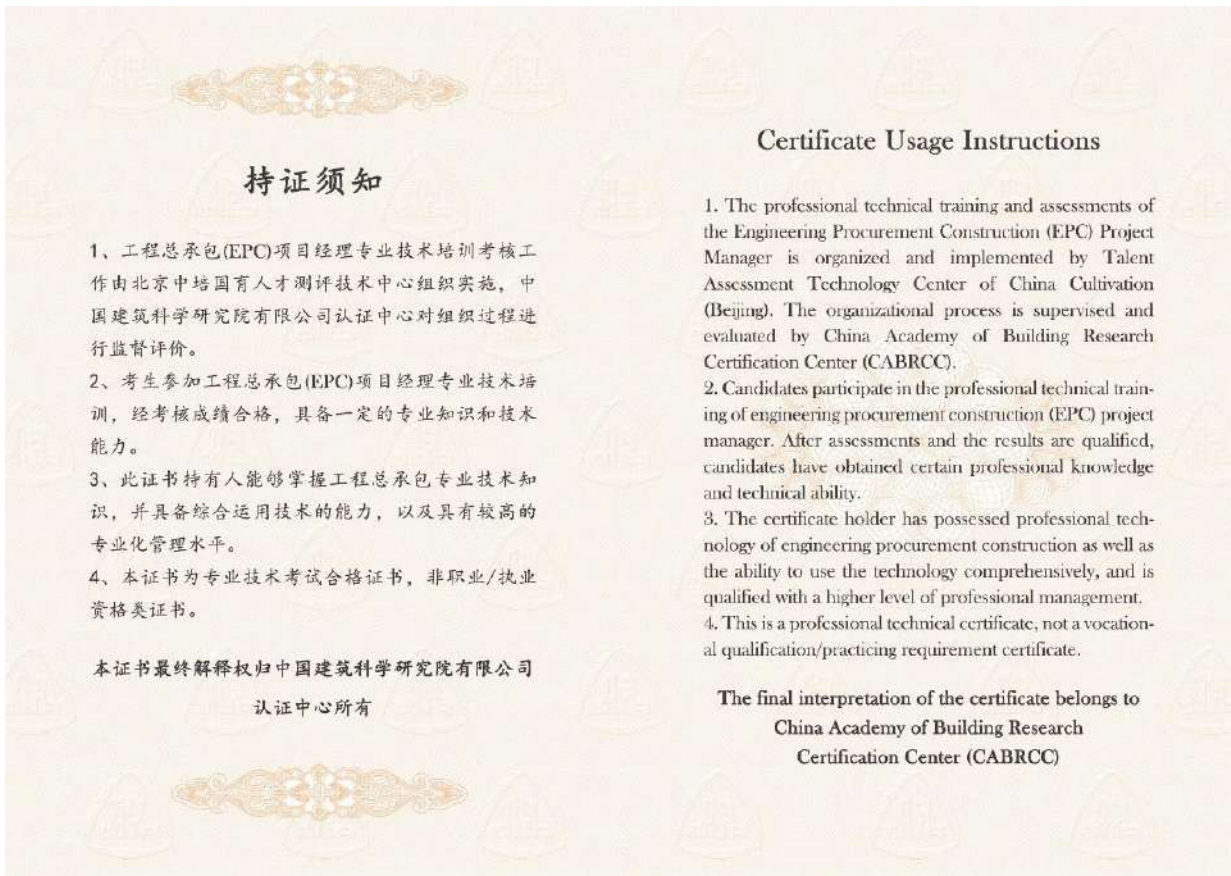 持证须知
1、工程总承包(EPC)项目经理专业技术培训考核工
作由北京中培国育人才测评技术中心组织实施，中
国建筑科学研究院有限公司认证中心对组织过程进
行监督评价。
2、考生参加工程总承包(EPC)项目经理专业技术培
训，经考核成绩合格，具备一定的专业知识和技术
能力。
3、此证书持有人能够掌握工程总承包专业技术知
识，并具备综合运用技术的能力，以及具有较高的
专业化管理水平。
4、本证书为专业技术考试合格证书，非职业/执业
资格类证书。
本证书最终解释权归中国建筑科学研究院有限公司
认证中心所有
Certificate Usage Instructions
1. The professional technical training and assessments of
the Engineering Procurement Construction (EPC) Project
Manager is organized and implemented by Talent
Assessment Technology Center of China Cultivation
(Beijing). The organizational process is supervised and
evaluated by China Academy of Building Research
Certification Center (CABRCC).
2. Candidates participate in the professional technical train-
ing of engineering procurement construction (EPC) project
manager. After assessments and the results are qualified,
candidates have obtained certain professional knowledge
and technical ability.
3. The certificate holder has possessed professional tech-
nology of engineering procurement construction as well as
the ability to use the technology comprehensively, and is
qualified with a higher level of professional management.
4. This is a professional technical certificate, not a vocation-
al qualification/practicing requirement certificate.
The final interpretation of the certificate belongs to
China Academy of Building Research
Certification Center (CABRCC)